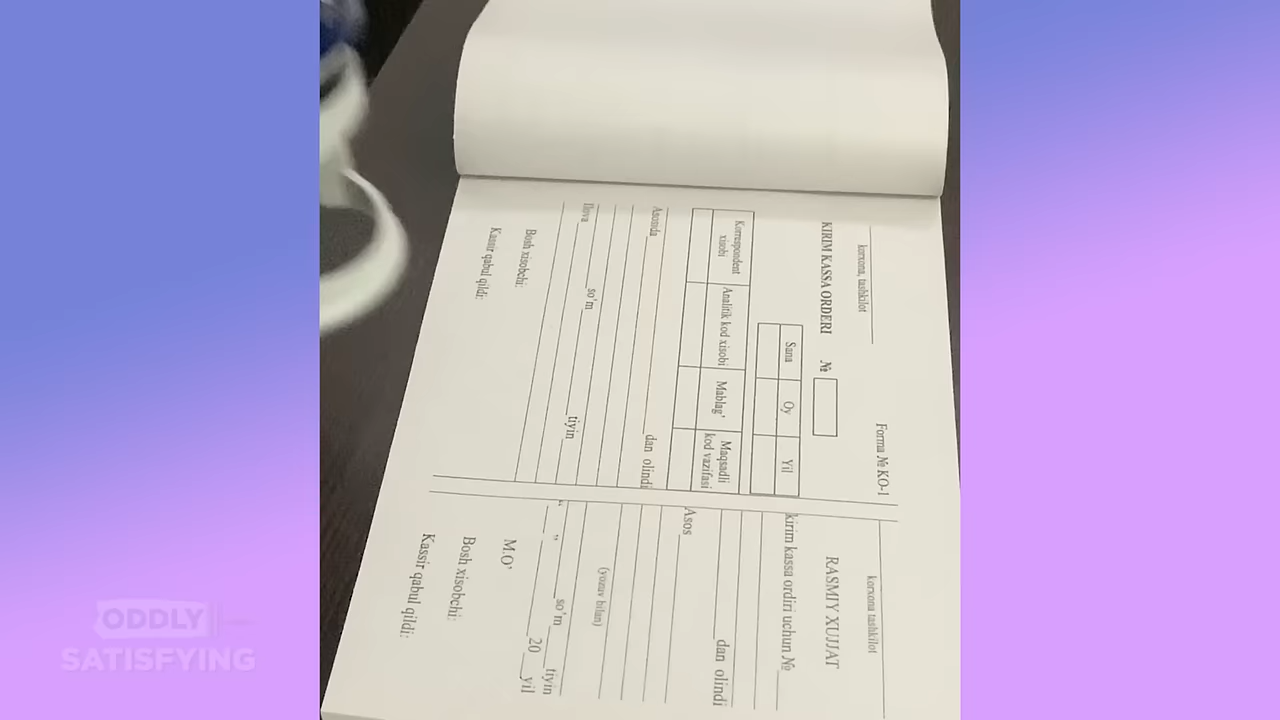 Forma № KO-1
korxona, tashkilot
KIRIM KASSA ORDERI №
Sana Oy Yil
Korrespondent xisobi Analitik kod xisobi Mablag' Maqsadli kod vazifasi
Asosda dan olindi
Ilova so'm tiyin
Bosh xisobchi:
Kassir qabul qildi:
korxona tashkilot
RASMIY XUJJAT
kirim kassa ordiri uchun №
dan olindi
Asos
(yozuv bilan)
so'm tiyin
“ ” 20 yil
M.O'
Bosh xisobchi:
Kassir qabul qildi:
ODDLY
SATISFYING